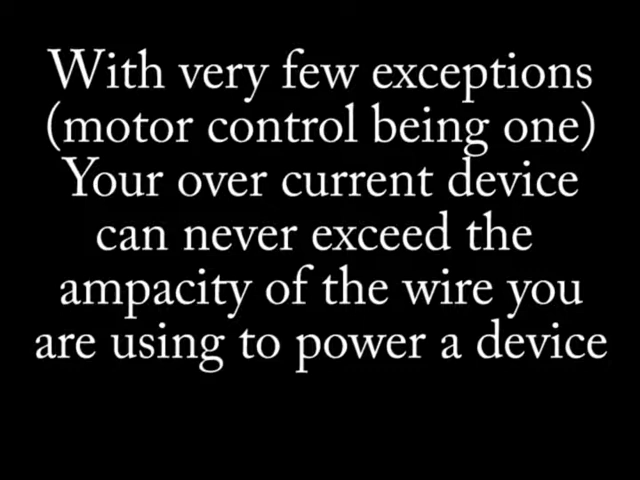 With very few exceptions
(motor control being one)
Your over current device
can never exceed the
ampacity of the wire you
are using to power a device